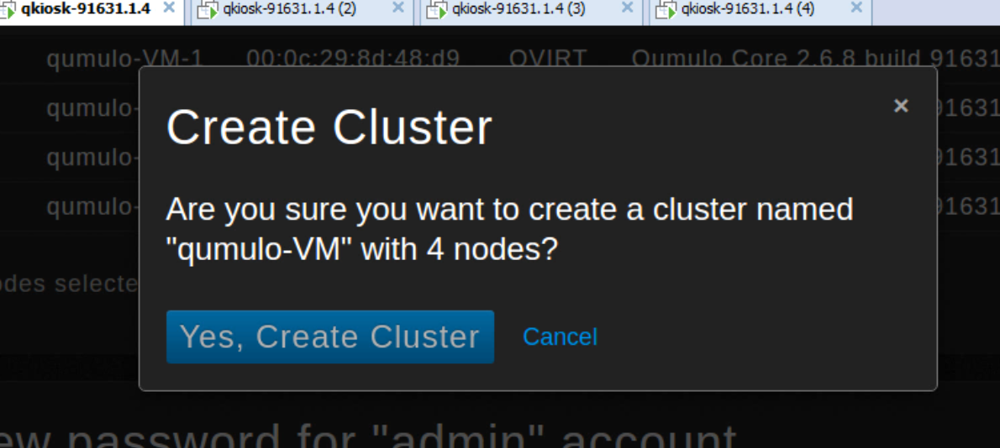 qkiosk-91631.1.4 qkiosk-91631.1.4 (2) qkiosk-91631.1.4 (3) qkiosk-91631.1.4 (4)
qumulo-VM-1 00:0c:29:8d:48:d9 OVIRT Qumulo Core 2.6.8 build 91631
qumulo- 91631
qumulo- 91631
qumulo- 91631
Create Cluster ×
Are you sure you want to create a cluster named
"qumulo-VM" with 4 nodes?
odes selecte
Yes, Create Cluster Cancel
ew password for "admin" account